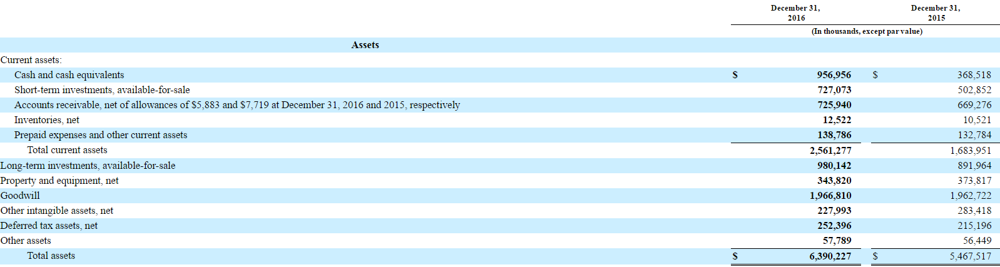 December 31, December 31,
2016 2015
(In thousands, except par value)
Assets
Current assets:
Cash and cash equivalents $ 956,956 $ 368,518
Short-term investments, available-for-sale 727,073 502,852
Accounts receivable, net of allowances of $5,883 and $7,719 at December 31, 2016 and 2015, respectively 725,940 669,276
Inventories, net 12,522 10,521
Prepaid expenses and other current assets 138,786 132,784
Total current assets 2,561,277 1,683,951
Long-term investments, available-for-sale 980,142 891,964
Property and equipment, net 343,820 373,817
Goodwill 1,966,810 1,962,722
Other intangible assets, net 227,993 283,418
Deferred tax assets, net 252,396 215,196
Other assets 57,789 56,449
Total assets $ 6,390,227 $ 5,467,517